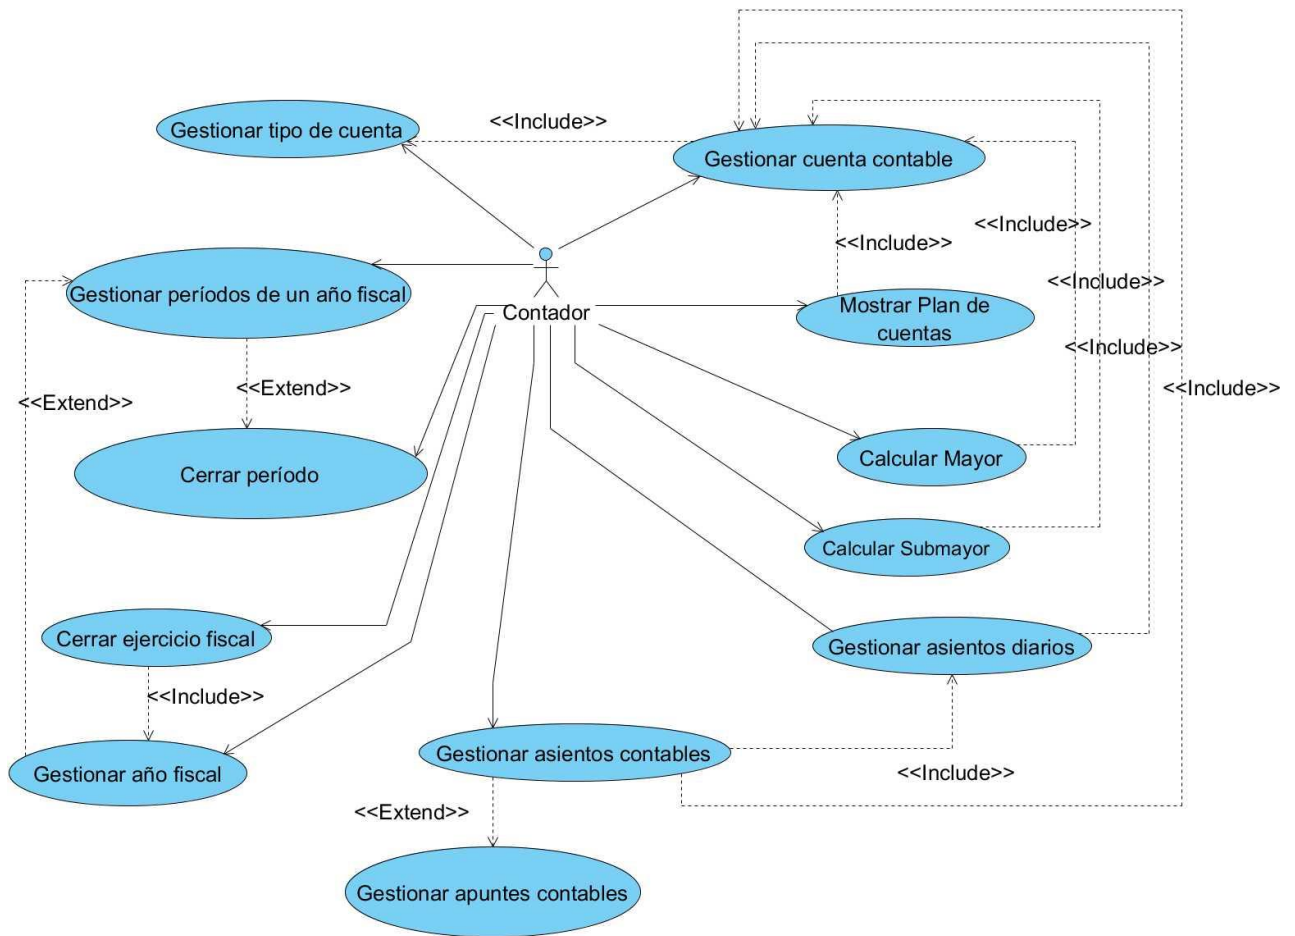 Gestionar tipo de cuenta
<<Include>>
Gestionar cuenta contable
<<Include>>
<<Include>>
Gestionar períodos de un año fiscal
<<Include>>
Contador
Mostrar Plan de
cuentas
<<Include>>
<<Extend>>
<<Include>>
<<Extend>>
Calcular Mayor
Cerrar período
Calcular Submayor
Cerrar ejercicio fiscal
Gestionar asientos diarios
<<Include>>
Gestionar asientos contables
Gestionar año fiscal
<<Include>>
<<Extend>>
Gestionar apuntes contables